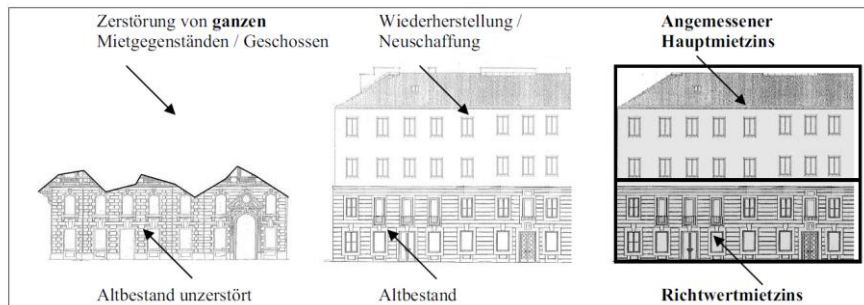 Zerstörung von ganzen
Mietgegenständen / Geschossen
Wiederherstellung /
Neuschaffung
Angemessener
Hauptmietzins
Altbestand unzerstört
Altbestand
Richtwertmietzins